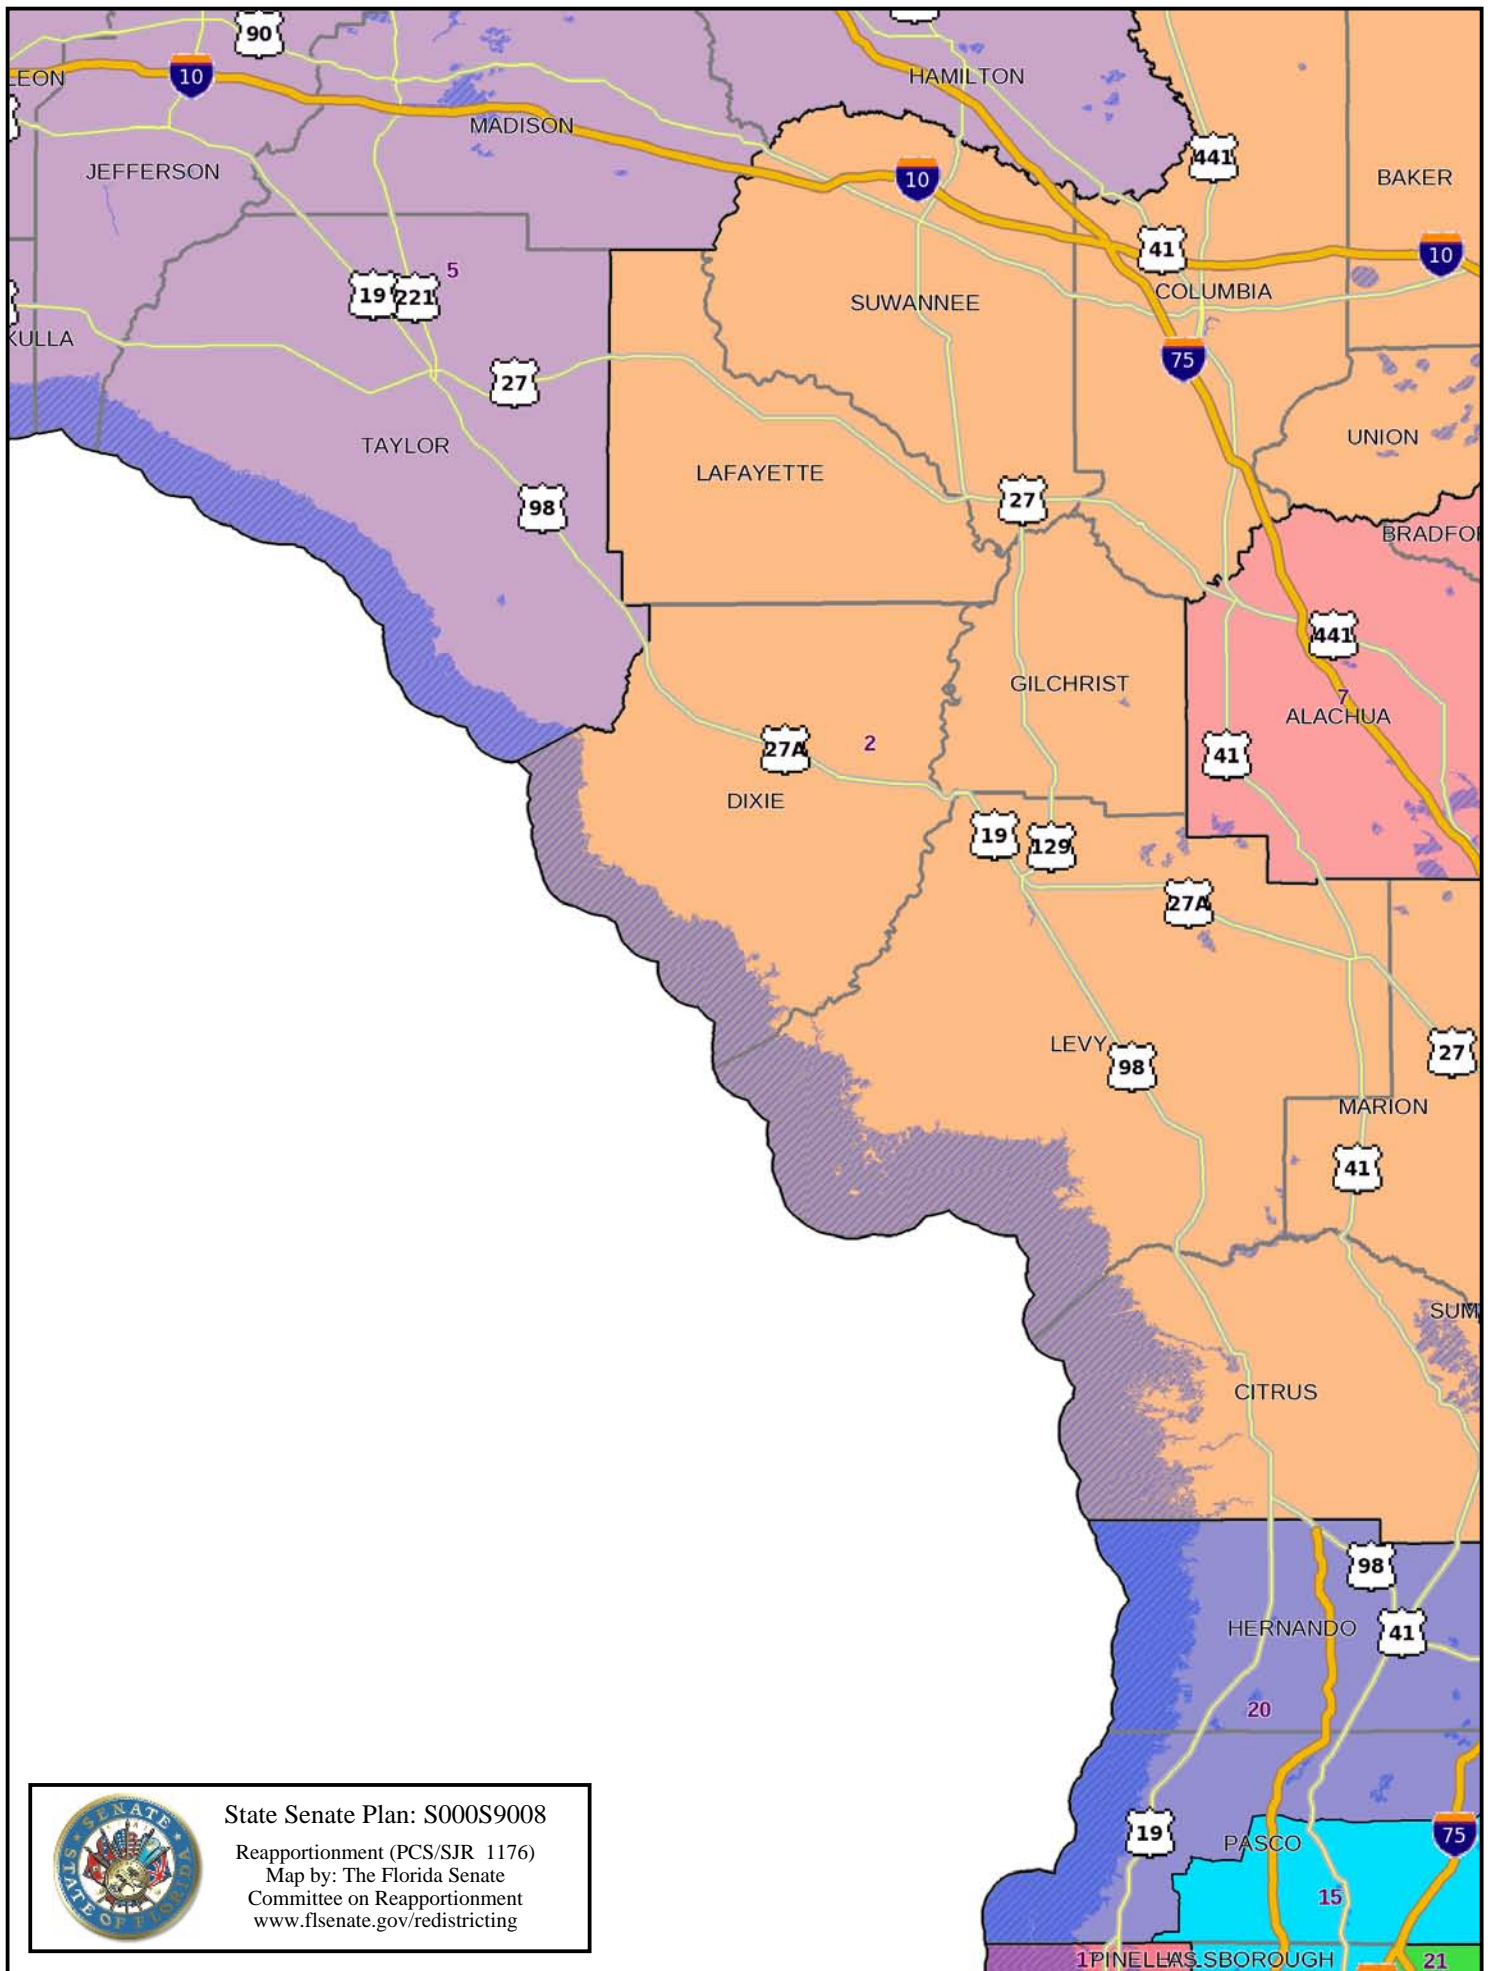 90
10
LEON
HAMILTON
MADISON
441
JEFFERSON
10
BAKER
41
10
5
19 221
SUWANNEE
COLUMBIA
KULLA
75
27
TAYLOR
UNION
LAFAYETTE
98
27
BRADFO
441
GILCHRIST
7
ALACHUA
27A
2
41
DIXIE
19
129
27A
LEVY
98
27
MARION
41
SUM
CITRUS
98
HERNANDO
41
20
19
PASCO
75
15
PINELLAS
SBOROUGH
21
SENATE
STATE OF FLORIDA
State Senate Plan: S000S9008
Reapportionment (PCS/SJR 1176)
Map by: The Florida Senate
Committee on Reapportionment
www.flsenate.gov/redistricting